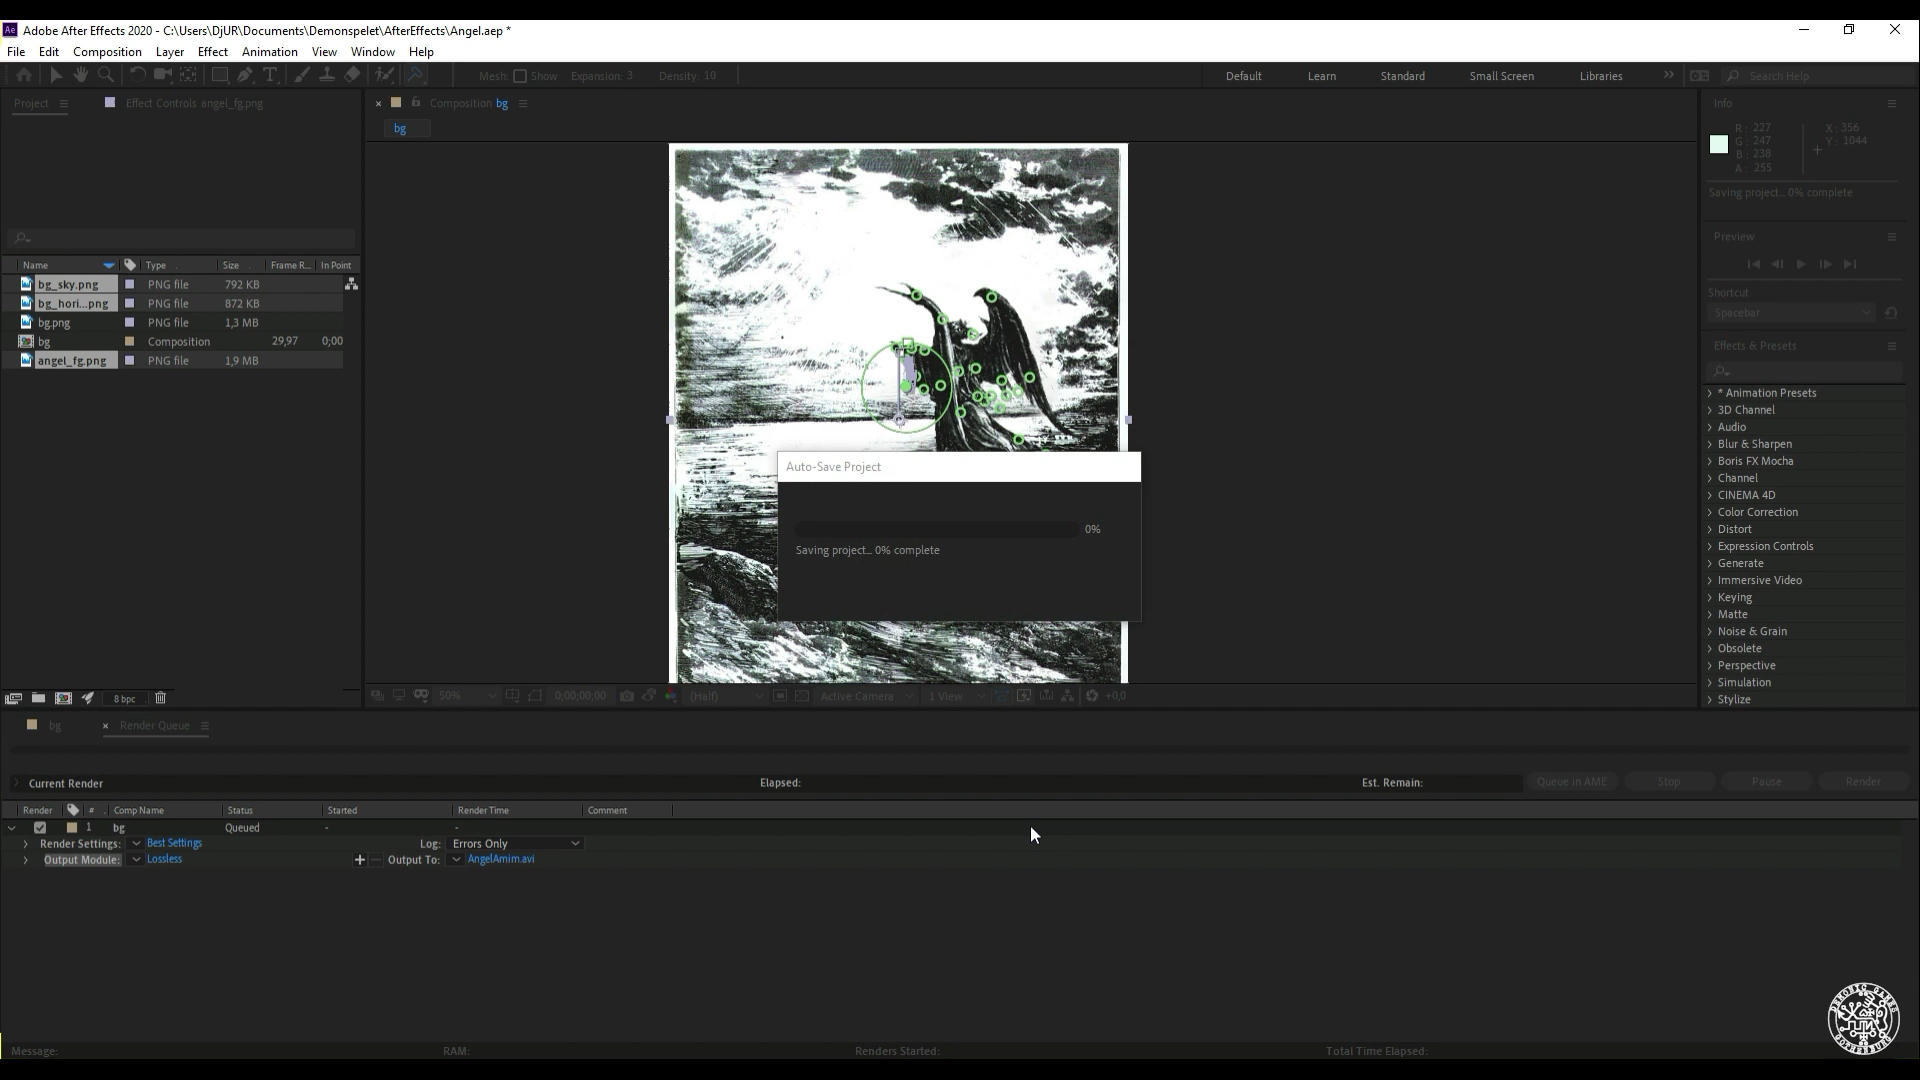 Adobe After Effects 2020 - C:\Users\DjUR\Documents\Demonspelet\AfterEffects\Angel.aep *
File Edit Composition Layer Effect Animation View Window Help
Mesh: Show Expansion: 3 Density: 10 Default Learn Standard Small Screen Libraries Search Help
Project Effect Controls angel_fg.png Composition bg Info
bg
R: 227 X: 356
G: 247 Y: 1044
B: 238
A: 255
Saving project... 0% complete
Preview
Shortcut
Spacebar
Effects & Presets
Name Type Size Frame R... In Point
bg_sky.png PNG file 792 KB
bg_hori...png PNG file 872 KB
bg.png PNG file 1,3 MB
bg Composition 29,97 0;00
angel_fg.png PNG file 1,9 MB
* Animation Presets
3D Channel
Audio
Blur & Sharpen
Boris FX Mocha
Channel
CINEMA 4D
Color Correction
Distort
Expression Controls
Generate
Immersive Video
Keying
Matte
Noise & Grain
Obsolete
Perspective
Simulation
Stylize
Auto-Save Project
0%
Saving project... 0% complete
8 bpc 50% 0;00;00;00 (Half) Active Camera 1 View +0,0
bg Render Queue
Current Render Elapsed: Est. Remain: Queue in AME Stop Pause Render
Render # Comp Name Status Started Render Time Comment
1 bg Queued - -
Render Settings: Best Settings Log: Errors Only
Output Module: Lossless Output To: AngelAmim.avi
DEMONIC GAMES
GOTHENBURG
Message: RAM: Renders Started: Total Time Elapsed: